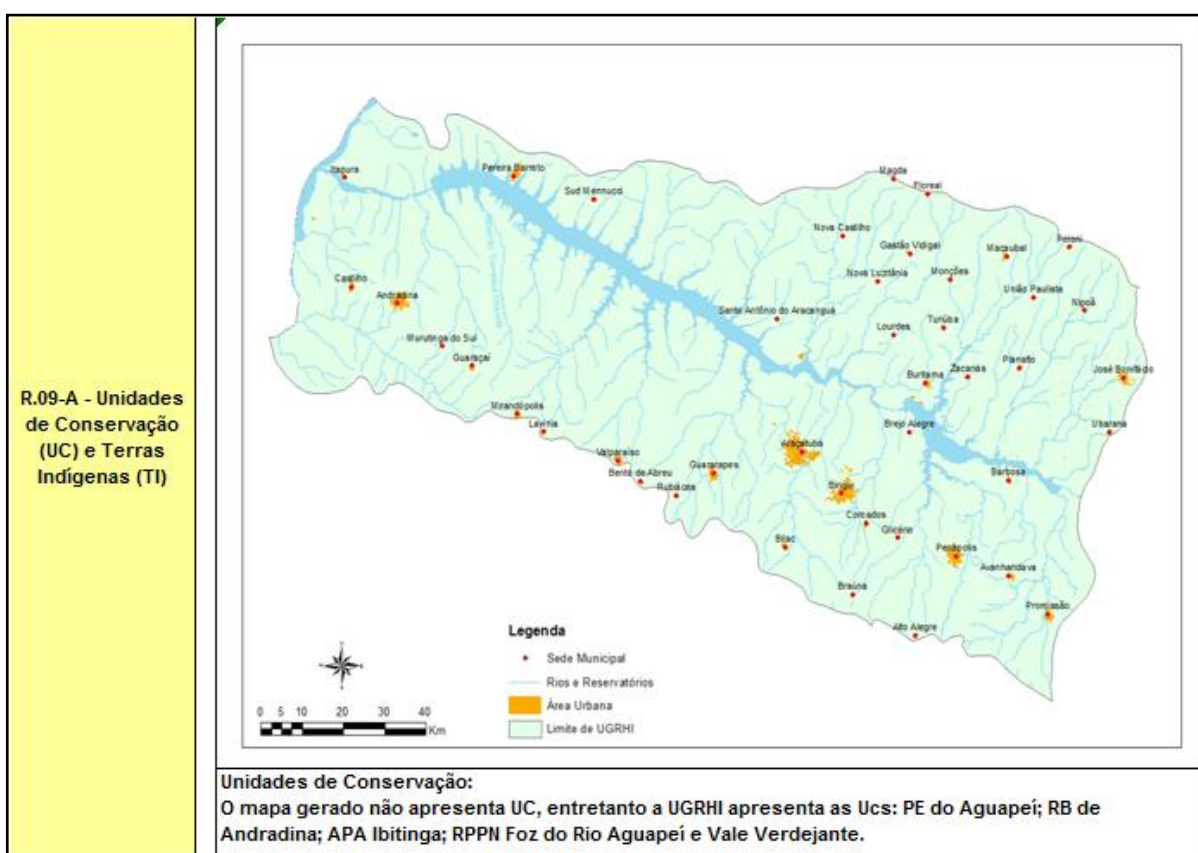 R.09-A - Unidades
de Conservação
(UC) e Terras
Indígenas (TI)
Itapura
Pereira Barreto
Sud Mennucci
Magda
Floreal
Nova Castilho
Gastão Vidigal
Macaubal
Poloni
Castilho
Andradina
Nova Luzitânia
Monções
União Paulista
Nipoã
Santo Antônio do Aracanguá
Murutinga do Sul
Guaraçaí
Lourdes
Turiúba
Planalto
Buritama
Zacarias
José Bonifácio
Mirandópolis
Lavínia
Brejo Alegre
Ubarana
Araçatuba
Valparaíso
Bento de Abreu
Rubiácea
Guararapes
Birigui
Barbosa
Coroados
Glicério
Bilac
Penápolis
Avanhandava
Braúna
Promissão
Alto Alegre
Legenda
Sede Municipal
Rios e Reservatórios
Área Urbana
Limite de UGRHI
0 5 10 20 30 40
Km
Unidades de Conservação:
O mapa gerado não apresenta UC, entretanto a UGRHI apresenta as Ucs: PE do Aguapeí; RB de
Andradina; APA Ibitinga; RPPN Foz do Rio Aguapeí e Vale Verdejante.